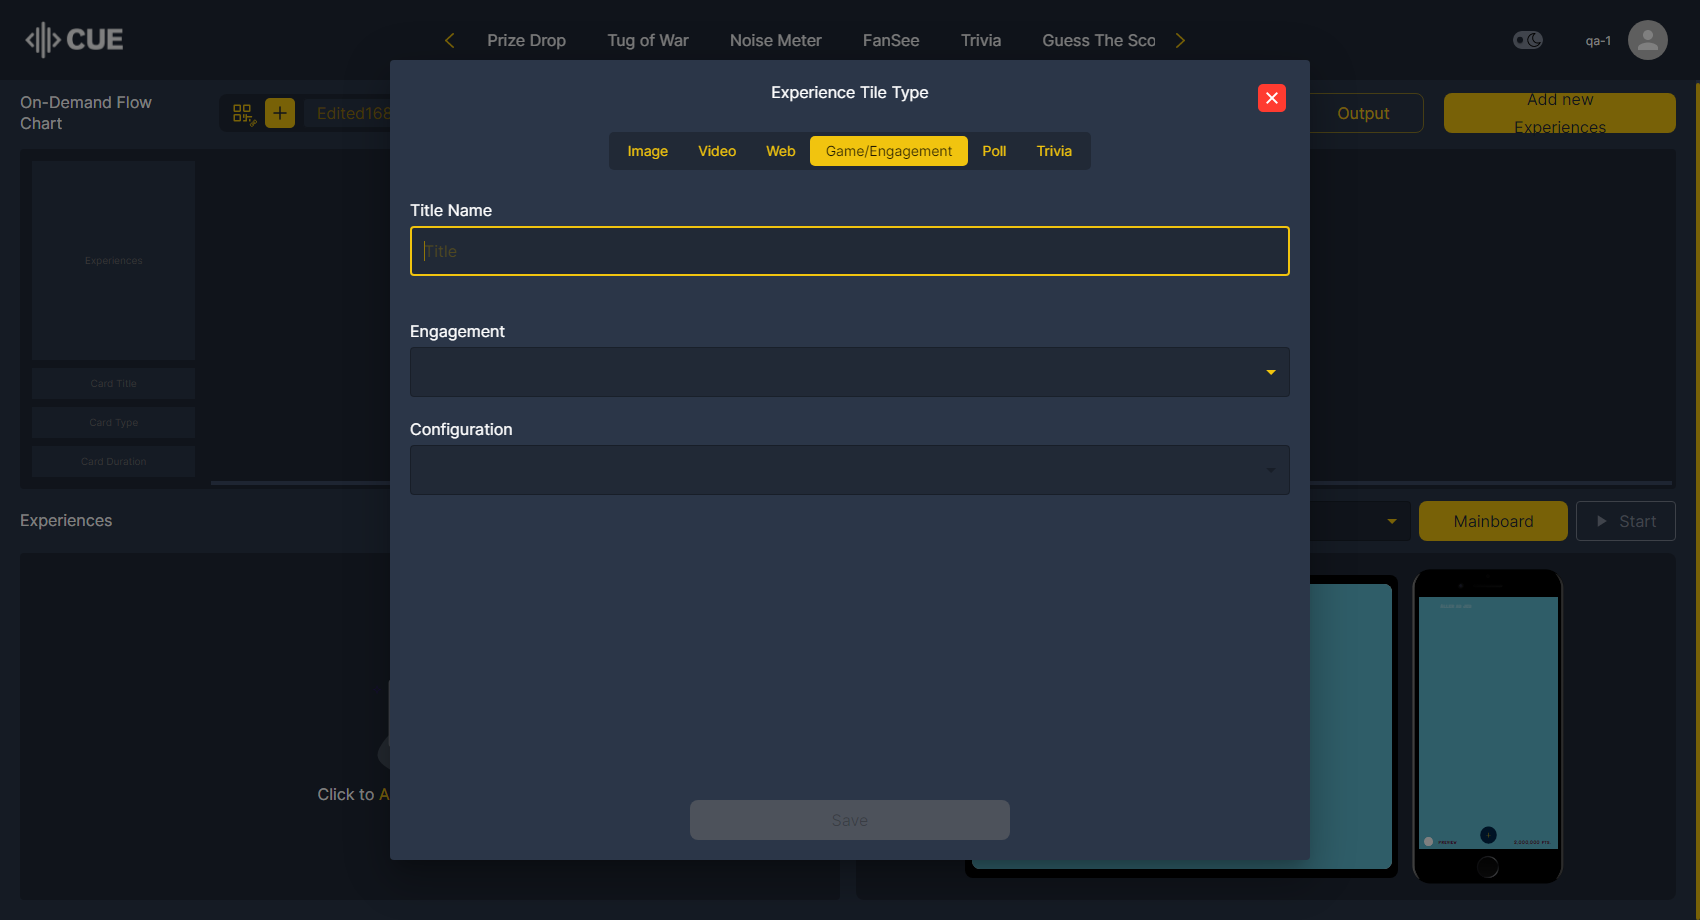 CUE
Prize Drop
Tug of War
Noise Meter
FanSee
Trivia
Guess The Sco
qa-1
On-Demand Flow
Chart
Edited168
Output
Add new
Experiences
Experience Tile Type
Image
Video
Web
Game/Engagement
Poll
Trivia
Title Name
Title
Engagement
Configuration
Save
Experiences
Card Title
Card Type
Card Duration
Experiences
Mainboard
Start
Click to A
PREVIEW